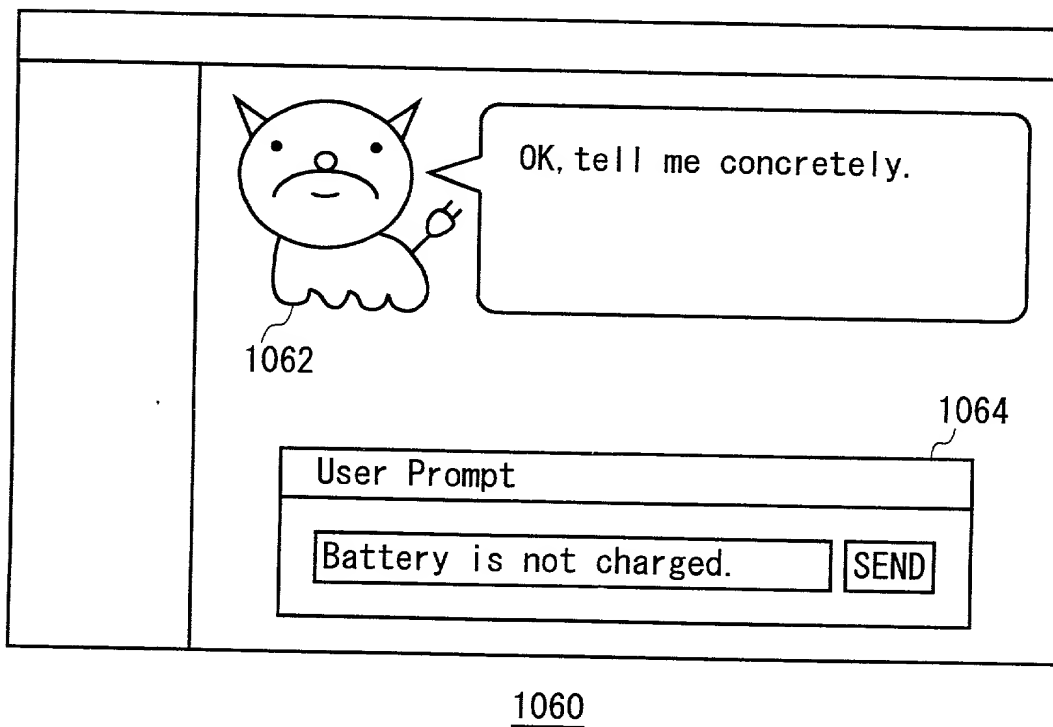 OK, tell me concretely.
1062
1064
User Prompt
Battery is not charged.
SEND
1060